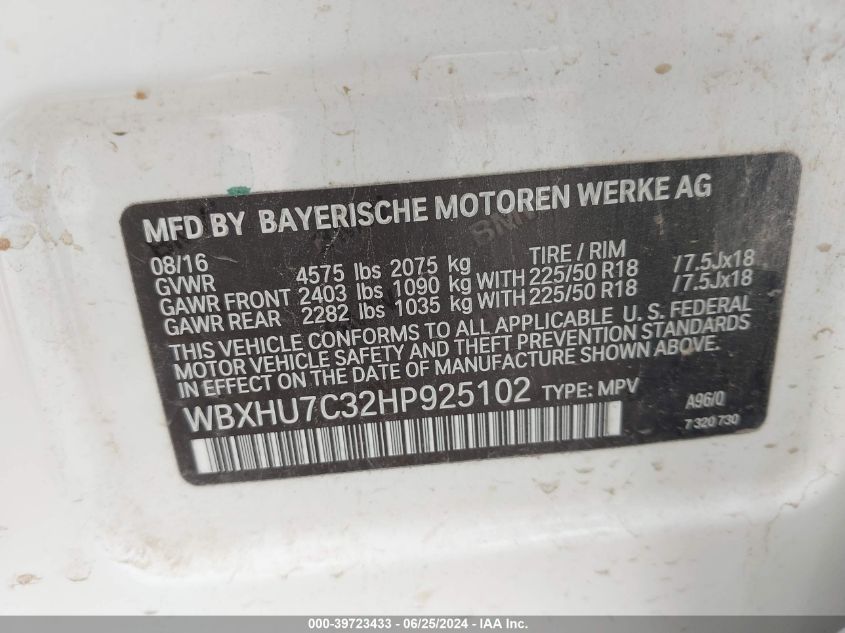 MFD BY BAYERISCHE MOTOREN WERKE AG
08/16 TIRE / RIM
GVWR 4575 lbs 2075 kg
GAWR FRONT 2403 lbs 1090 kg WITH 225/50 R18 /7.5Jx18
GAWR REAR 2282 lbs 1035 kg WITH 225/50 R18 /7.5Jx18
THIS VEHICLE CONFORMS TO ALL APPLICABLE U. S. FEDERAL
MOTOR VEHICLE SAFETY AND THEFT PREVENTION STANDARDS
IN EFFECT ON THE DATE OF MANUFACTURE SHOWN ABOVE.
WBXHU7C32HP925102 TYPE: MPV A96/0
7 320 730
000-39723433 - 06/25/2024 - IAA Inc.